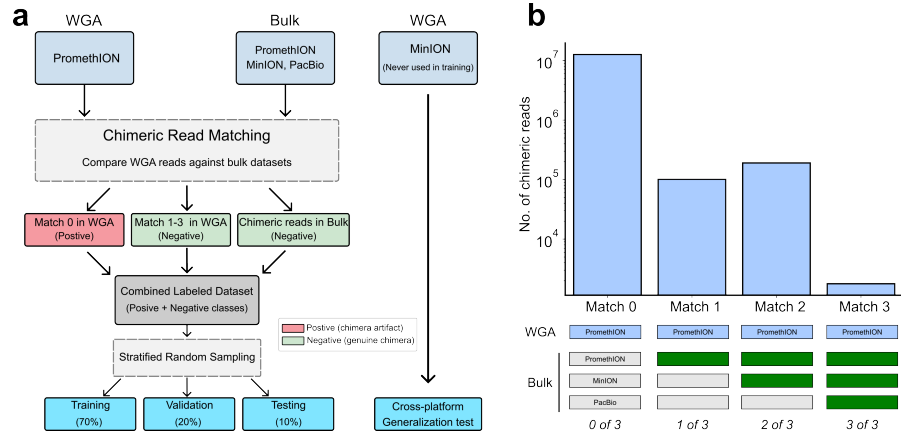 a
WGA
Bulk
WGA
PromethION
PromethION
MinION, PacBio
MinION
(Never used in training)
Chimeric Read Matching
Compare WGA reads against bulk datasets
Match 0 in WGA
(Postive)
Match 1-3 in WGA
(Negative)
Chimeric reads in Bulk
(Negative)
Combined Labeled Dataset
(Posive + Negative classes)
Postive (chimera artifact)
Negative (genuine chimera)
Stratified Random Sampling
Training
(70%)
Validation
(20%)
Testing
(10%)
Cross-platform
Generalization test
b
No. of chimeric reads
10^7
10^6
10^5
10^4
Match 0
Match 1
Match 2
Match 3
WGA
PromethION
PromethION
PromethION
PromethION
Bulk
PromethION
MinION
PacBio
0 of 3
1 of 3
2 of 3
3 of 3